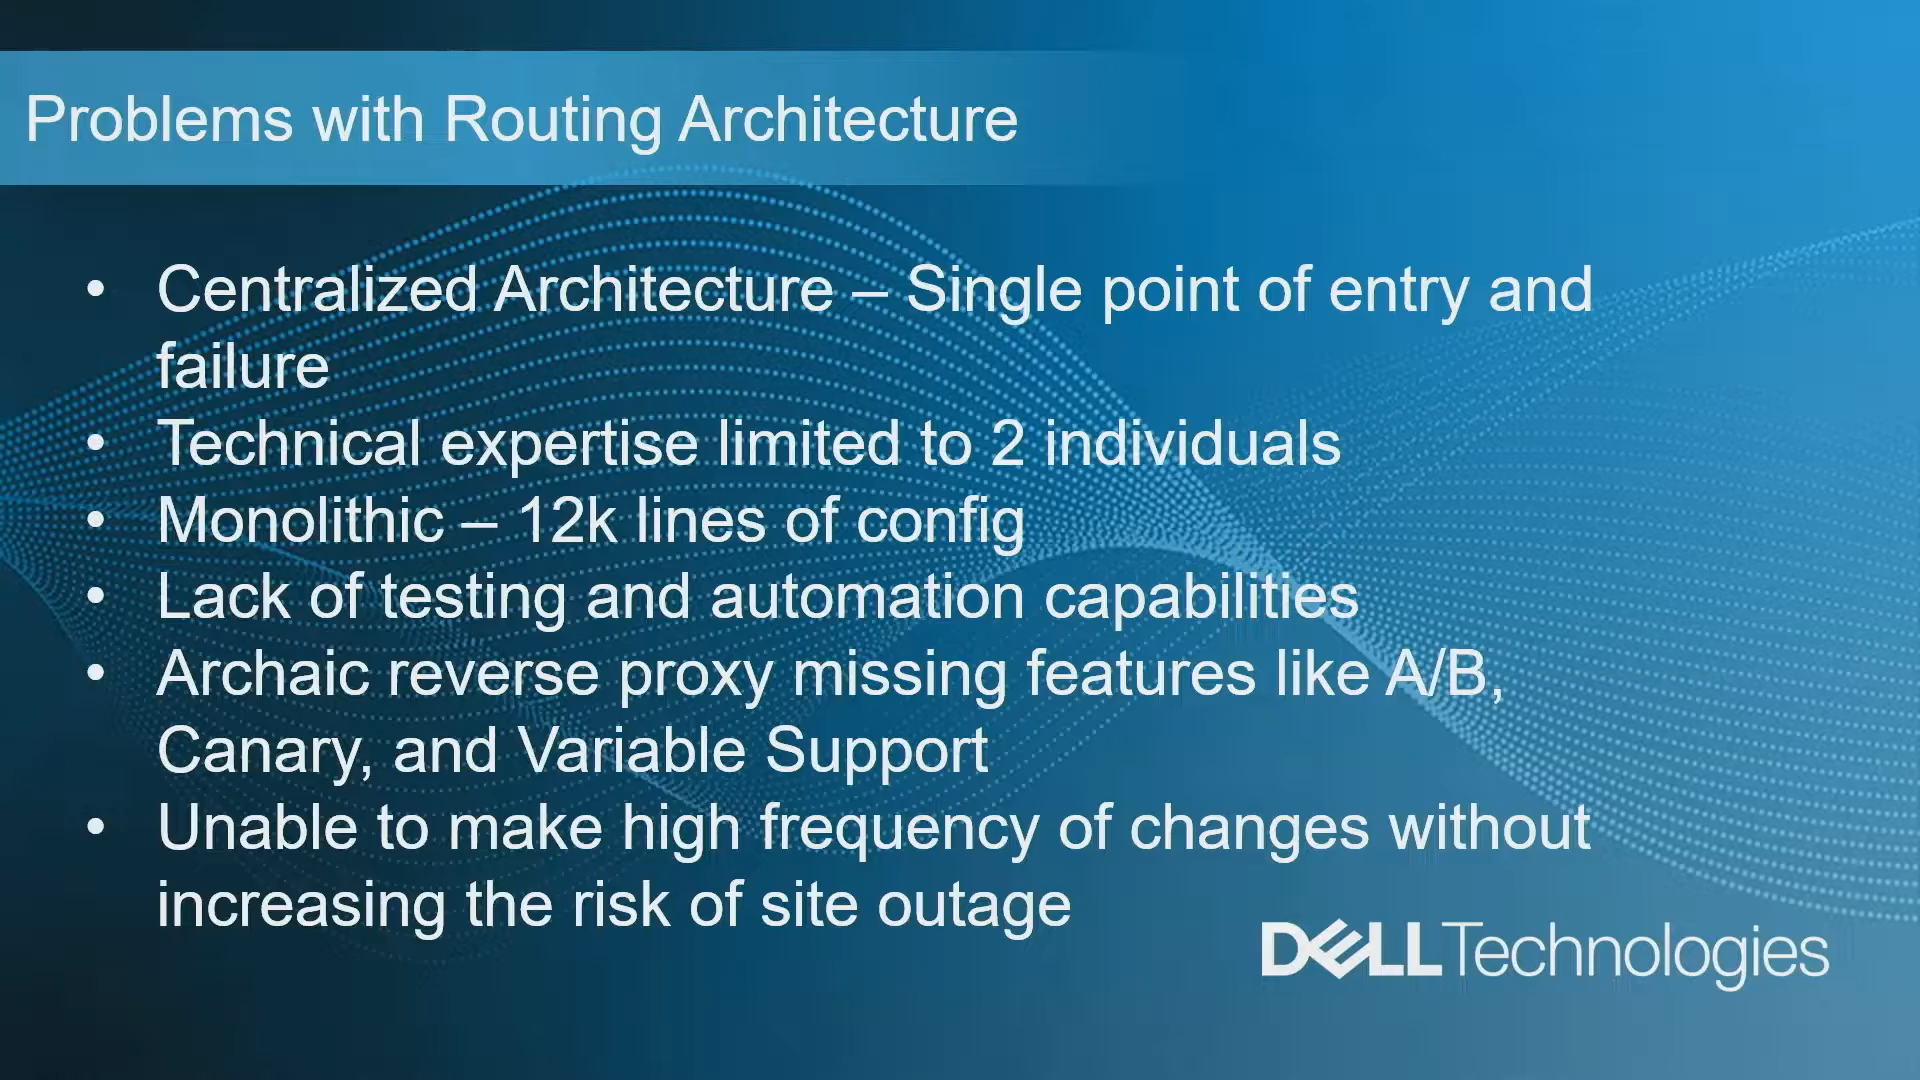 Problems with Routing Architecture
• Centralized Architecture – Single point of entry and
failure
• Technical expertise limited to 2 individuals
• Monolithic – 12k lines of config
• Lack of testing and automation capabilities
• Archaic reverse proxy missing features like A/B,
Canary, and Variable Support
• Unable to make high frequency of changes without
increasing the risk of site outage
DELL Technologies